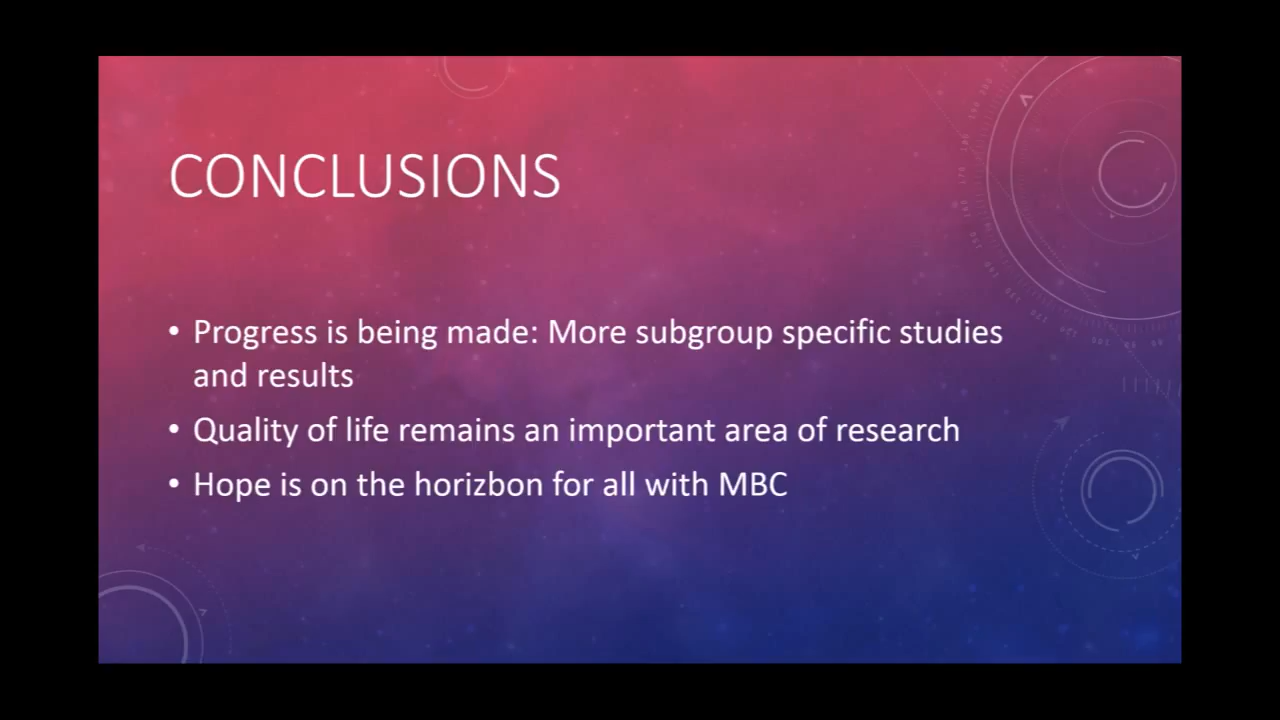 CONCLUSIONS
• Progress is being made: More subgroup specific studies
and results
• Quality of life remains an important area of research
• Hope is on the horizbon for all with MBC